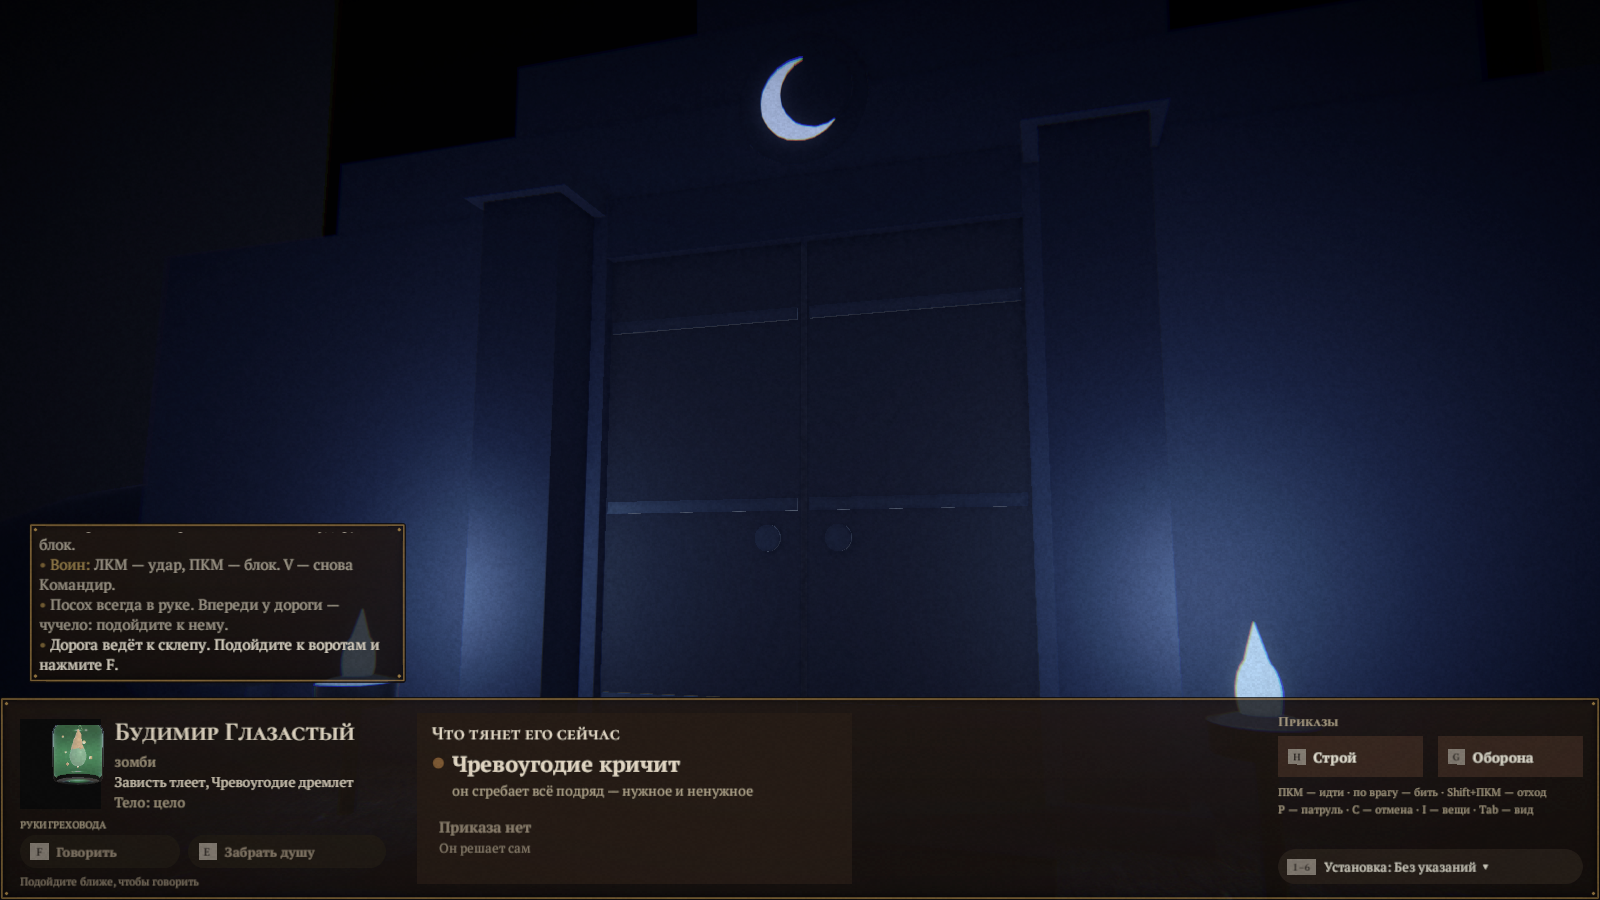 блок.
• Воин: ЛКМ — удар, ПКМ — блок. V — снова
Командир.
• Посох всегда в руке. Впереди у дороги —
чучело: подойдите к нему.
• Дорога ведёт к склепу. Подойдите к воротам и
нажмите F.
Будимир Глазастый
зомби
Зависть тлеет, Чревоугодие дремлет
Тело: цело
РУКИ ГРЕХОВОДА
F Говорить
E Забрать душу
Подойдите ближе, чтобы говорить
Что тянет его сейчас
Чревоугодие кричит
он сгребает всё подряд — нужное и ненужное
Приказа нет
Он решает сам
Приказы
H Строй
G Оборона
ПКМ — идти · по врагу — бить · Shift+ПКМ — отход
P — патруль · C — отмена · I — вещи · Tab — вид
1–6 Установка: Без указаний ▾